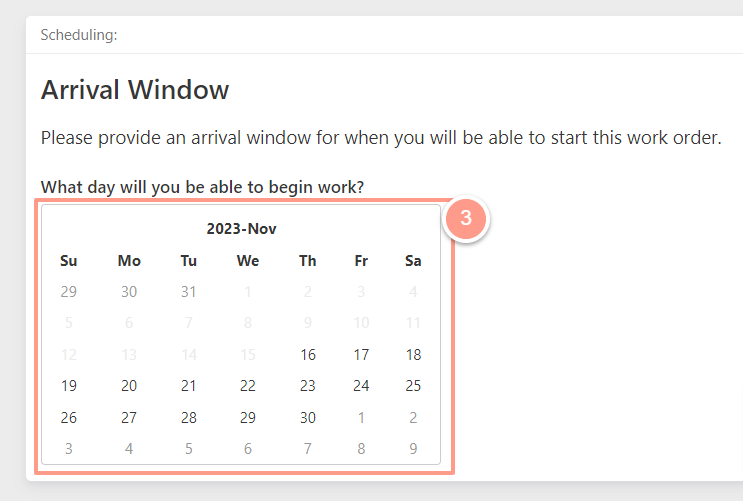 Scheduling:
Arrival Window
Please provide an arrival window for when you will be able to start this work order.
What day will you be able to begin work?
3
2023-Nov
Su Mo Tu We Th Fr Sa
29 30 31 1 2 3 4
5 6 7 8 9 10 11
12 13 14 15 16 17 18
19 20 21 22 23 24 25
26 27 28 29 30 1 2
3 4 5 6 7 8 9